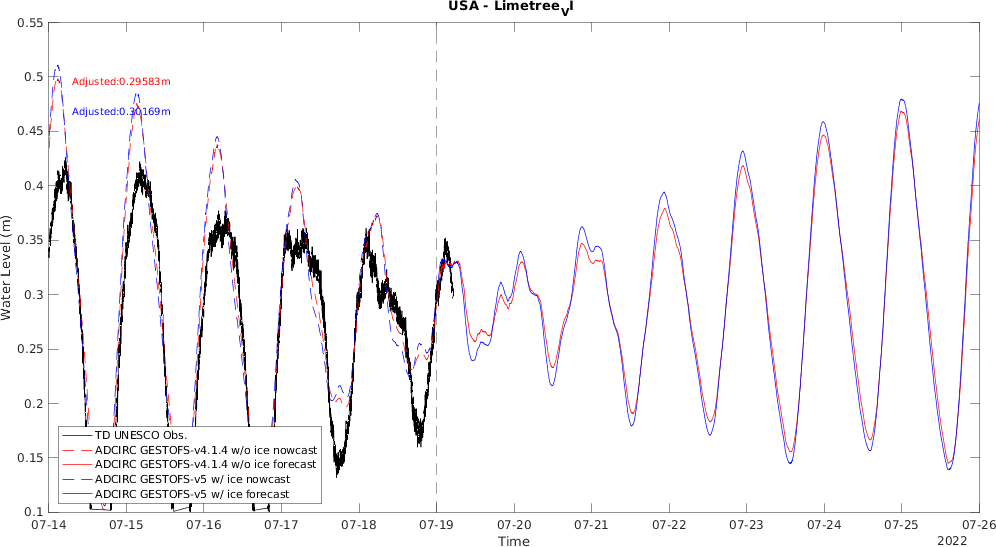 USA - LimetreeVI
0.55
0.5
0.45
0.4
0.35
0.3
0.25
0.2
0.15
0.1
Water Level (m)
Adjusted:0.29583m
Adjusted:0.30169m
TD UNESCO Obs.
ADCIRC GESTOFS-v4.1.4 w/o ice nowcast
ADCIRC GESTOFS-v4.1.4 w/o ice forecast
ADCIRC GESTOFS-v5 w/ ice nowcast
ADCIRC GESTOFS-v5 w/ ice forecast
07-14 07-15 07-16 07-17 07-18 07-19 07-20 07-21 07-22 07-23 07-24 07-25 07-26
Time
2022